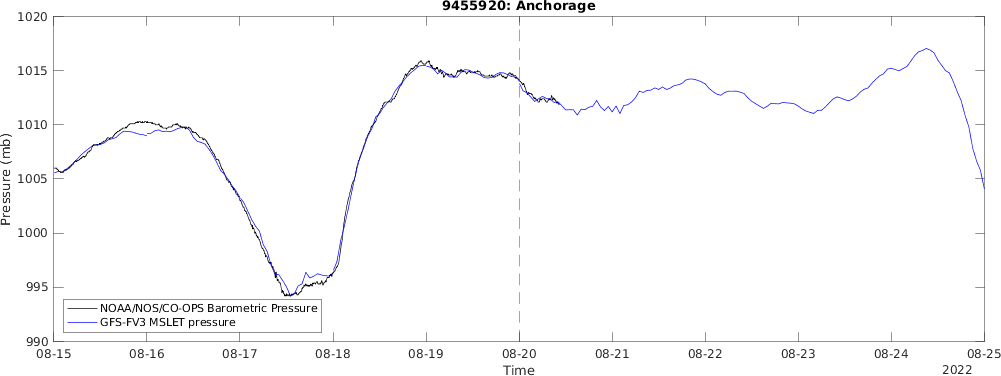 9455920: Anchorage
1020
1015
1010
1005
1000
995
990
Pressure (mb)
NOAA/NOS/CO-OPS Barometric Pressure
GFS-FV3 MSLET pressure
08-15 08-16 08-17 08-18 08-19 08-20 08-21 08-22 08-23 08-24 08-25
Time
2022